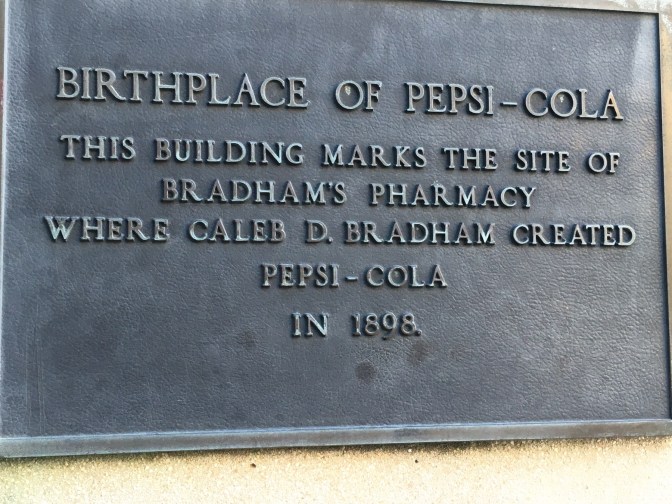 BIRTHPLACE OF PEPSI-COLA
THIS BUILDING MARKS THE SITE OF
BRADHAM'S PHARMACY
WHERE CALEB D. BRADHAM CREATED
PEPSI-COLA
IN 1898.